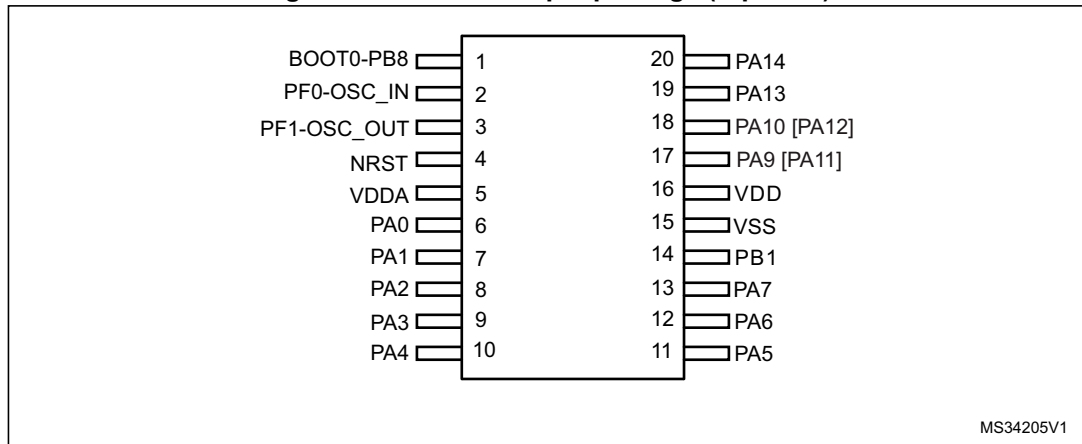 BOOT0-PB8 1 20 PA14
PF0-OSC_IN 2 19 PA13
PF1-OSC_OUT 3 18 PA10 [PA12]
NRST 4 17 PA9 [PA11]
VDDA 5 16 VDD
PA0 6 15 VSS
PA1 7 14 PB1
PA2 8 13 PA7
PA3 9 12 PA6
PA4 10 11 PA5
MS34205V1